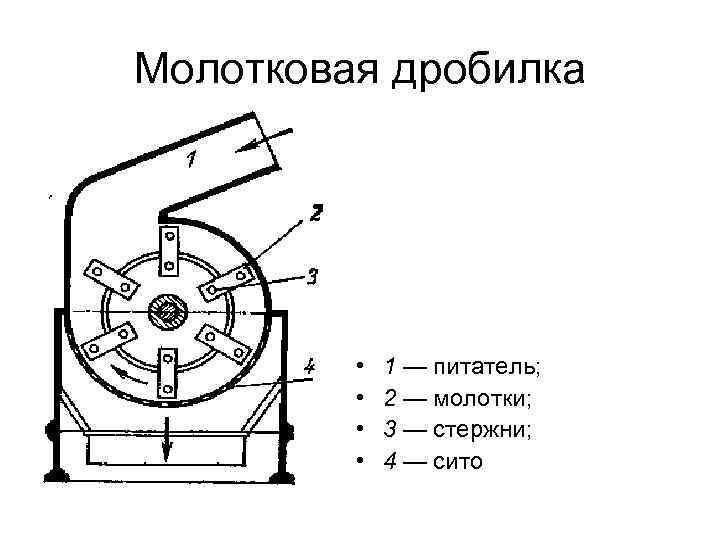 Молотковая дробилка
1
2
3
4
• 1 — питатель;
• 2 — молотки;
• 3 — стержни;
• 4 — сито